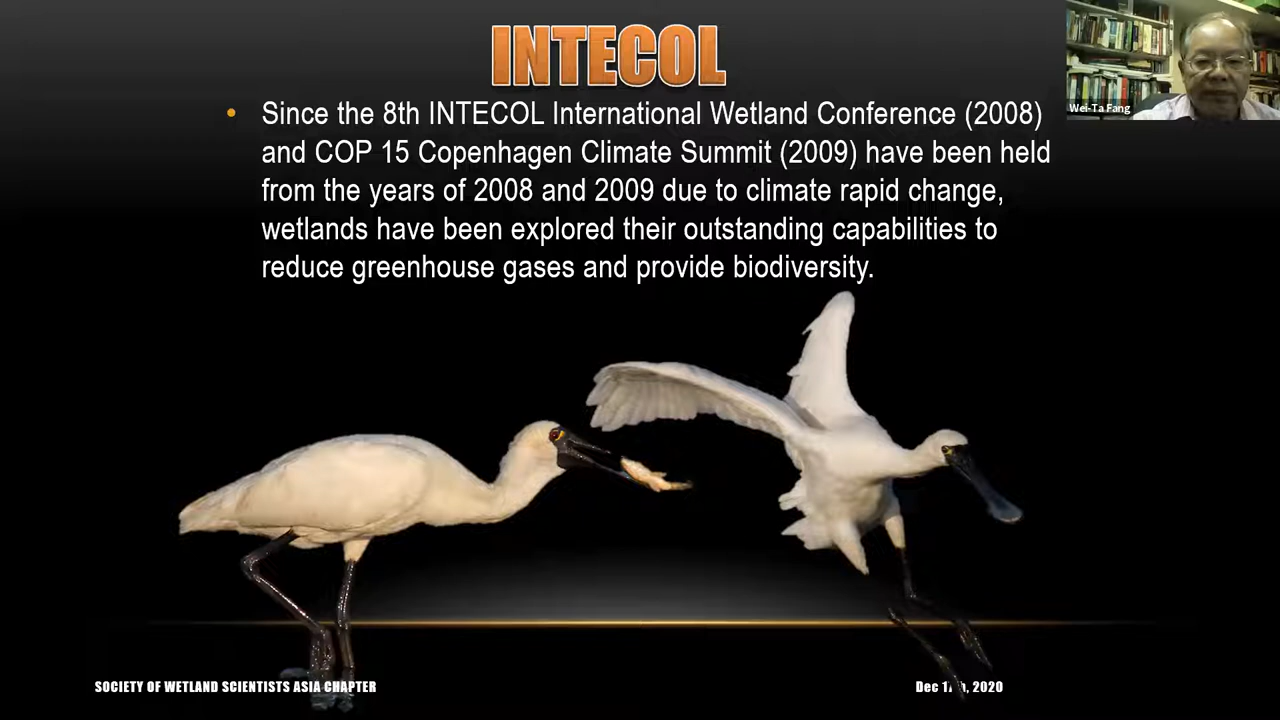 INTECOL
• Since the 8th INTECOL International Wetland Conference (2008)
and COP 15 Copenhagen Climate Summit (2009) have been held
from the years of 2008 and 2009 due to climate rapid change,
wetlands have been explored their outstanding capabilities to
reduce greenhouse gases and provide biodiversity.
Wei-Ta Fang
SOCIETY OF WETLAND SCIENTISTS ASIA CHAPTER
Dec 17th, 2020